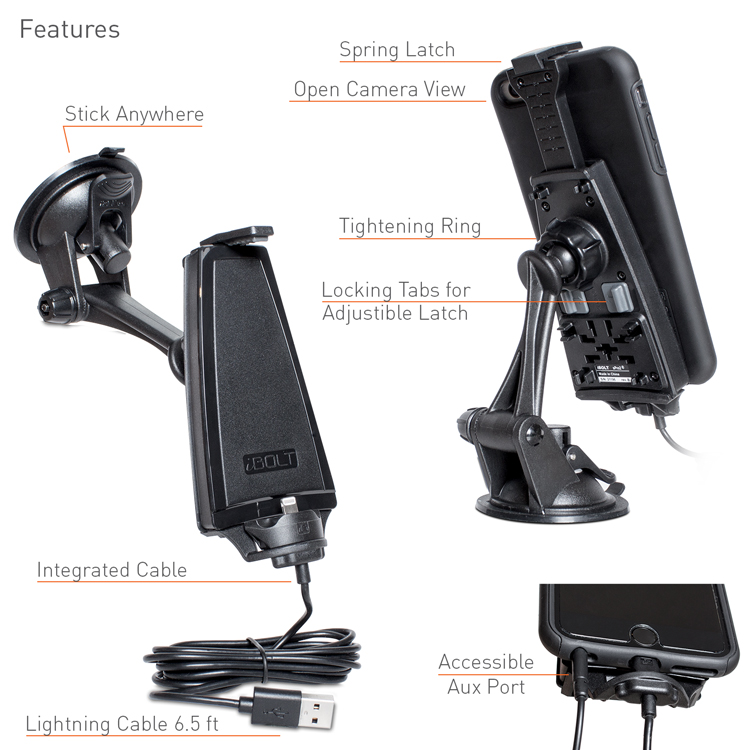 Features
Spring Latch
Open Camera View
Stick Anywhere
Tightening Ring
Locking Tabs for
Adjustible Latch
iBOLT
Integrated Cable
Accessible
Aux Port
Lightning Cable 6.5 ft